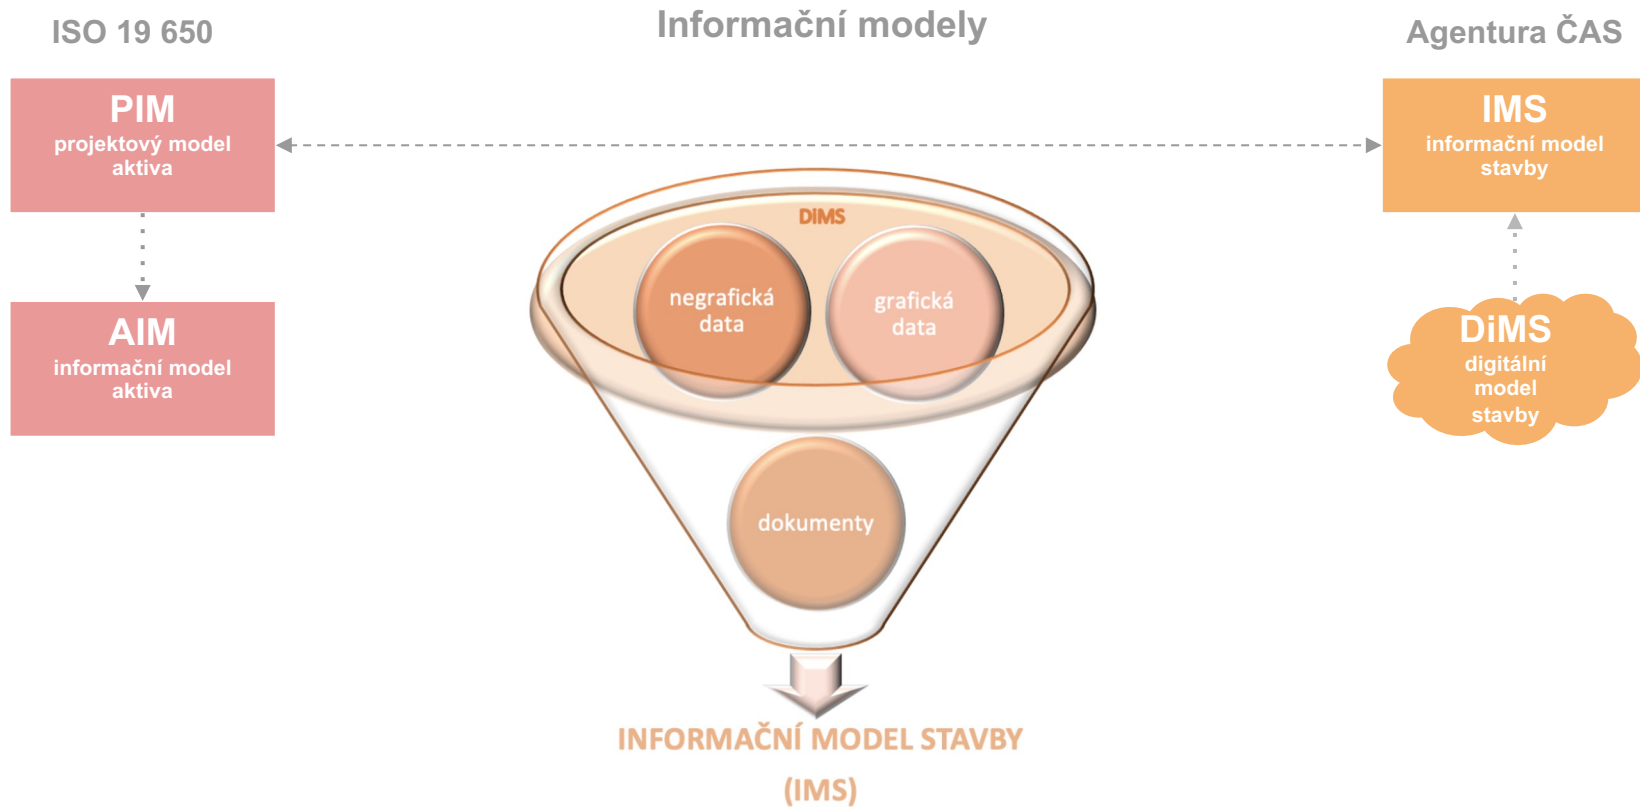 ISO 19 650
Informační modely
Agentura ČAS
PIM
projektový model
aktiva
IMS
informační model
stavby
AIM
informační model
aktiva
DiMS
negrafická
data
grafická
data
dokumenty
DiMS
digitální
model
stavby
INFORMAČNÍ MODEL STAVBY
(IMS)